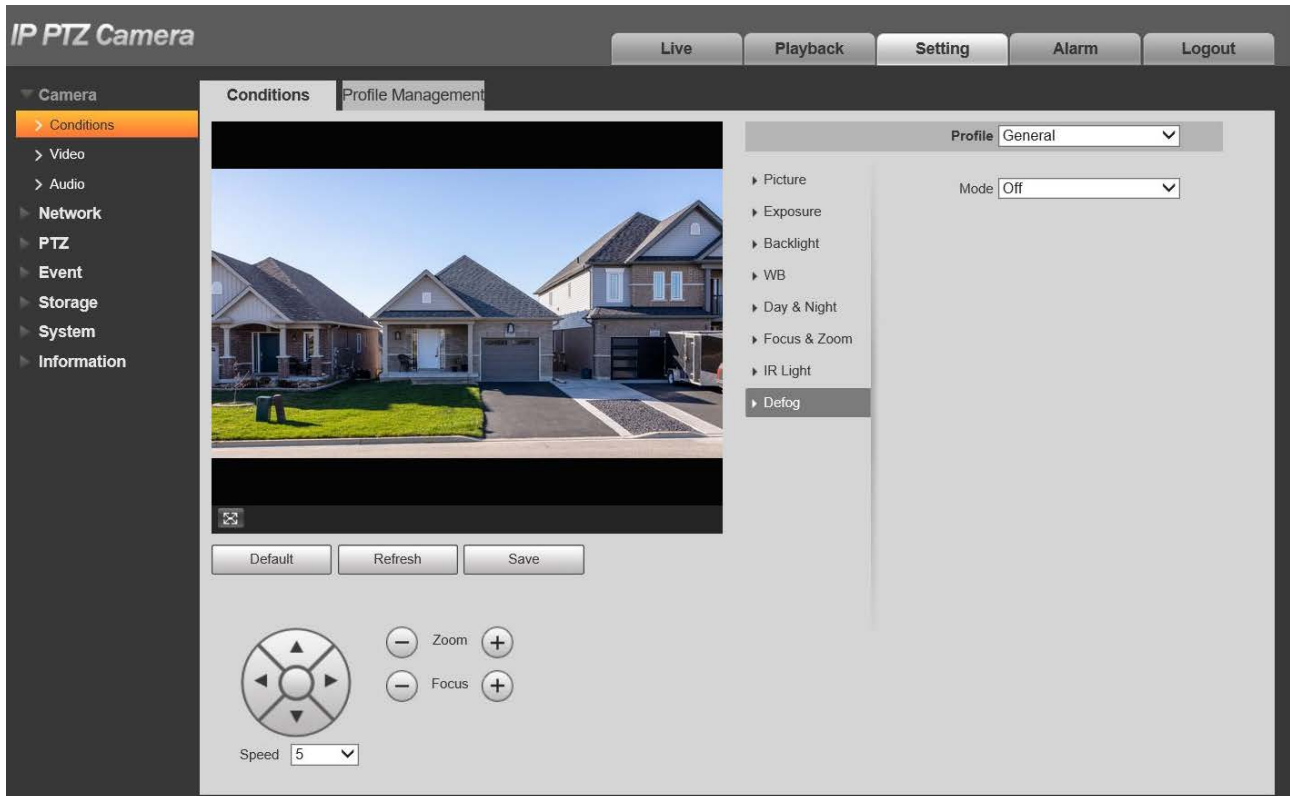 IP PTZ Camera
Live
Playback
Setting
Alarm
Logout
Camera
Conditions
Video
Audio
Network
PTZ
Event
Storage
System
Information
Conditions
Profile Management
Profile General
Picture
Exposure
Backlight
WB
Day & Night
Focus & Zoom
IR Light
Defog
Mode Off
Default
Refresh
Save
Zoom
Focus
Speed 5